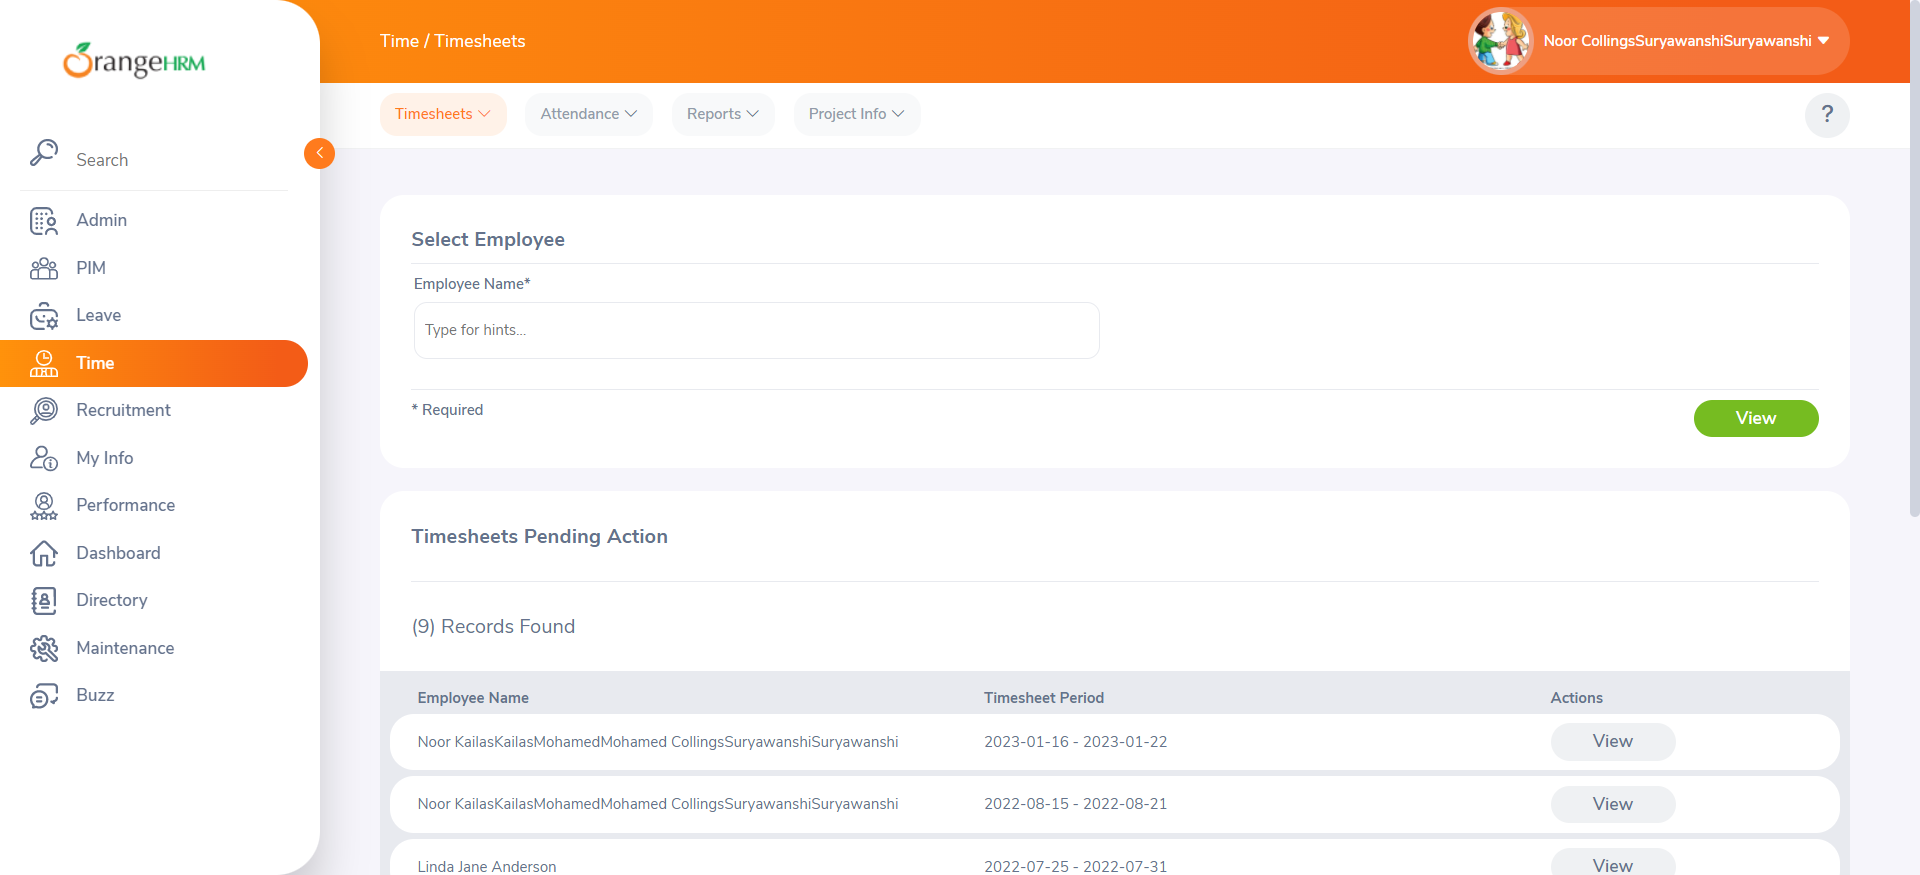 OrangeHRM
Time / Timesheets
Noor CollingsSuryawanshiSuryawanshi
Timesheets
Attendance
Reports
Project Info
?
Search
Admin
PIM
Leave
Time
Recruitment
My Info
Performance
Dashboard
Directory
Maintenance
Buzz
Select Employee
Employee Name*
Type for hints...
* Required
View
Timesheets Pending Action
(9) Records Found
Employee Name Timesheet Period Actions
Noor KailasKailasMohamedMohamed CollingsSuryawanshiSuryawanshi 2023-01-16 - 2023-01-22 View
Noor KailasKailasMohamedMohamed CollingsSuryawanshiSuryawanshi 2022-08-15 - 2022-08-21 View
Linda Jane Anderson 2022-07-25 - 2022-07-31 View